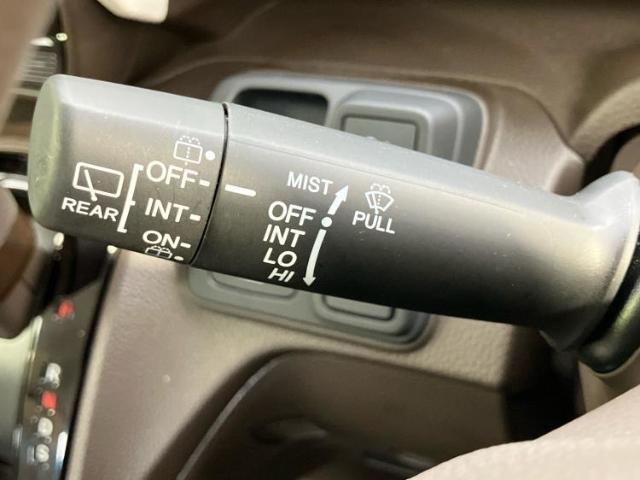 OFF
REAR
INT
ON
MIST
OFF
INT
LO
HI
PULL